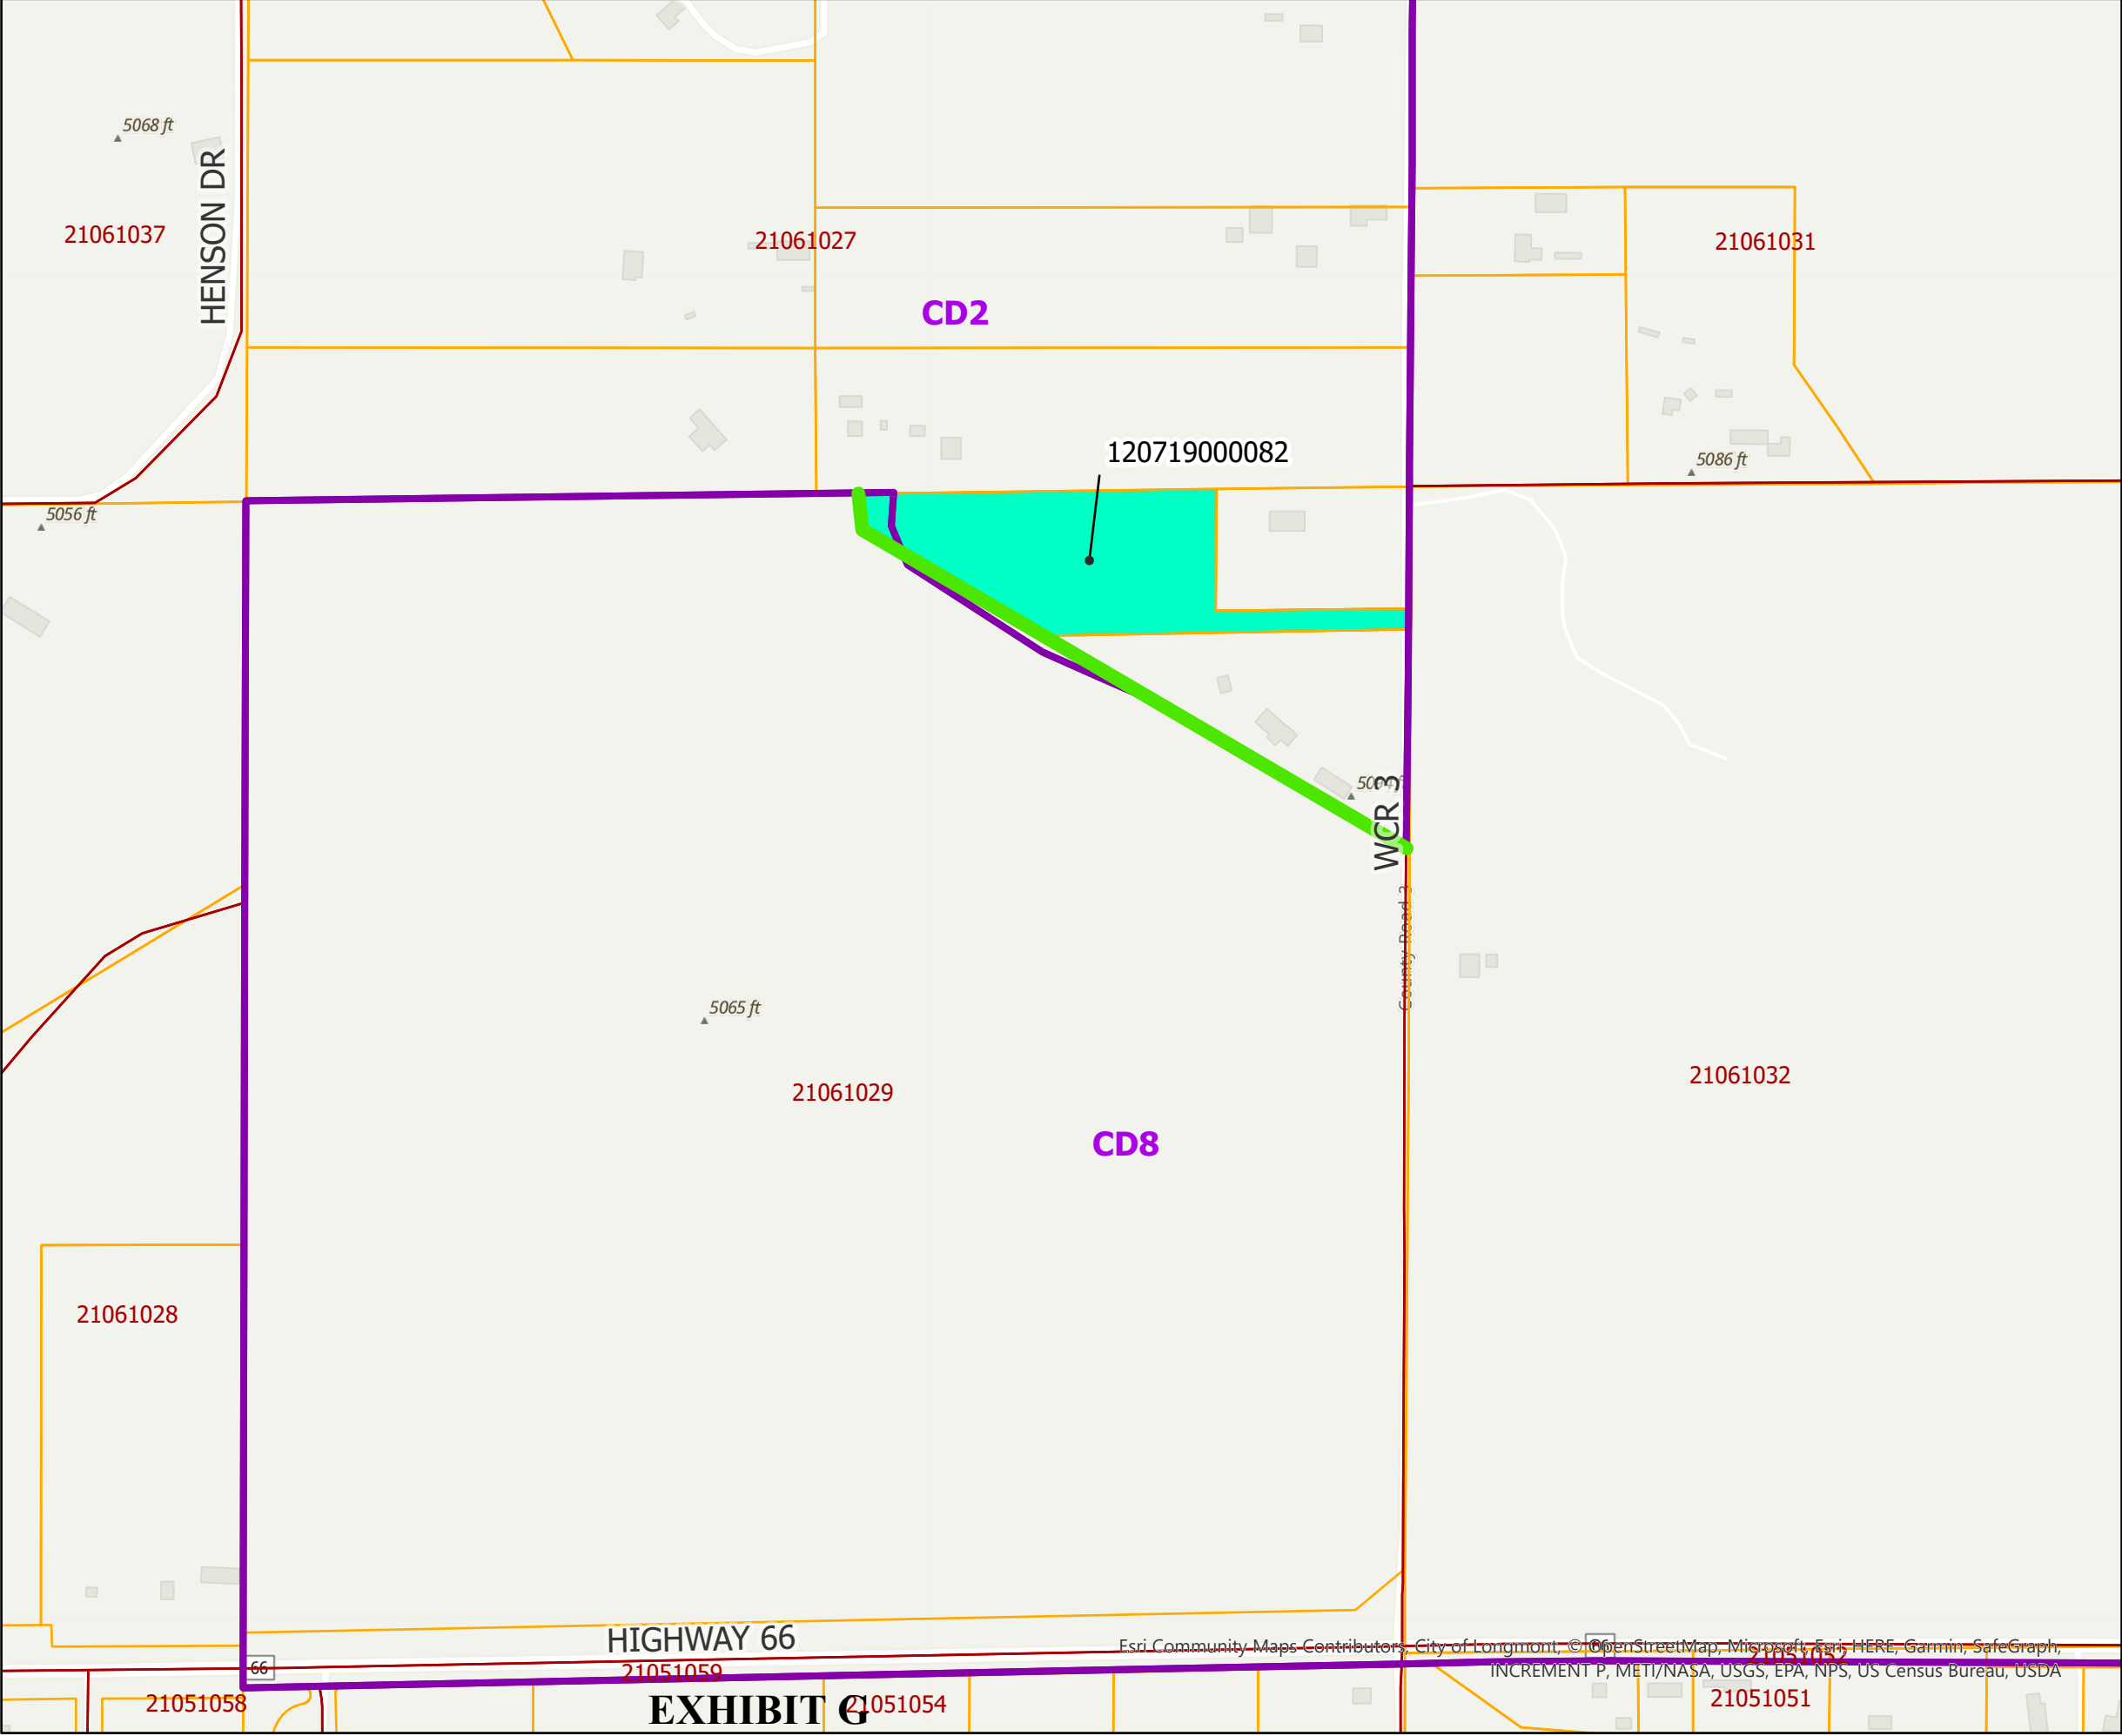 5068 ft
HENSON DR
21061037
21061027
21061031
CD2
120719000082
5086 ft
5056 ft
WCR 3
County Road 3
5065 ft
21061029
21061032
CD8
21061028
HIGHWAY 66
66
66
Esri Community Maps Contributors, City of Longmont, © OpenStreetMap, Microsoft, Esri, HERE, Garmin, SafeGraph,
INCREMENT P, METI/NASA, USGS, EPA, NPS, US Census Bureau, USDA
21051059
21051052
21051058
21051054
21051051
EXHIBIT G